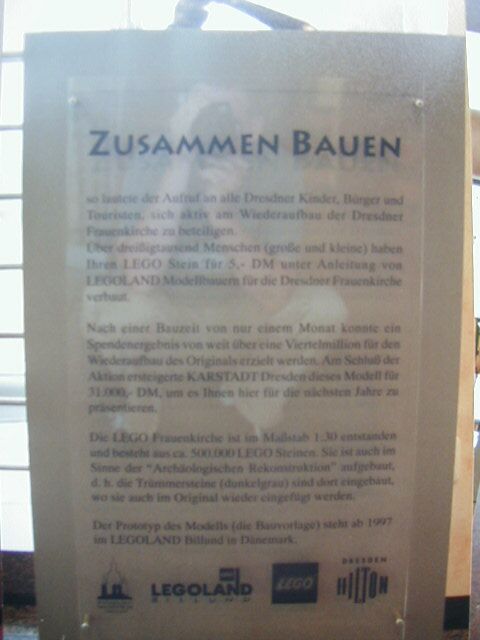 ZUSAMMEN BAUEN
so lautete der Aufruf an alle Dresdner Kinder, Bürger und
Touristen, sich aktiv am Wiederaufbau der Dresdner
Frauenkirche zu beteiligen.
Über dreißigtausend Menschen (große und kleine) haben
Ihren LEGO Stein für 5,- DM unter Anleitung von
LEGOLAND Modellbauern für die Dresdner Frauenkirche
verbaut.
Nach einer Bauzeit von nur einem Monat konnte ein
Spendenergebnis von weit über eine Viertelmillion für den
Wiederaufbau des Originals erzielt werden. Am Schluß der
Aktion ersteigerte KARSTADT Dresden dieses Modell für
31.000,- DM, um es Ihnen hier für die nächsten Jahre zu
präsentieren.
Die LEGO Frauenkirche ist im Maßstab 1:30 entstanden
und besteht aus ca. 500.000 LEGO Steinen. Sie ist auch im
Sinne der "Archäologischen Rekonstruktion" aufgebaut,
d. h. die Trümmersteine (dunkelgrau) sind dort eingebaut,
wo sie auch im Original wieder eingefügt werden.
Der Prototyp des Modells (die Bauvorlage) steht ab 1997
im LEGOLAND Billund in Dänemark.
LEGOLAND
BILLUND
LEGO
DRESDEN
HILTON